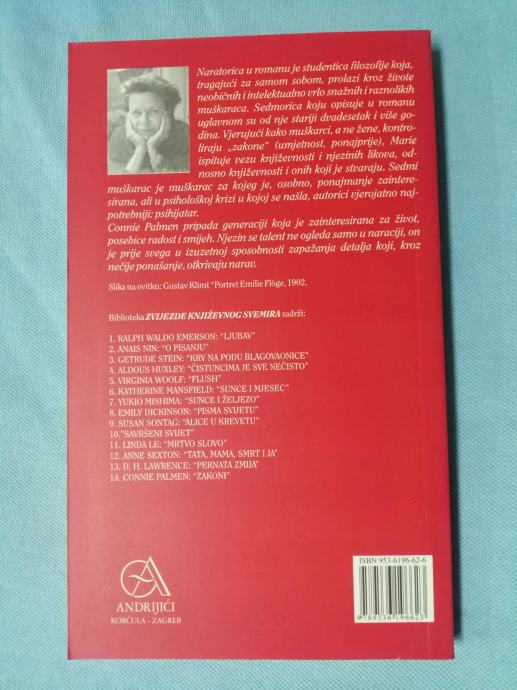 Naratorica u romanu je studentica filozofije koja,
tragajući za samom sobom, prolazi kroz živote
neobičnih i intelektualno vrlo snažnih i raznolikih
muškaraca. Sedmorica koju opisuje u romanu
uglavnom su od nje stariji dvadesetak i više go-
dina. Vjerujući kako muškarci, a ne žene, kontro-
liraju „zakone“ (umjetnost, ponajprije), Marie
ispituje vezu književnosti i njezinih likova, od-
nosno književnosti i onih koji je stvaraju. Sedmi
muškarac je muškarac za kojeg je, osobno, ponajmanje zaintere-
sirana, ali u psihološkoj krizi u kojoj se našla, autorici vjerojatno naj-
potrebniji: psihijatar.
Connie Palmen pripada generaciji koja je zainteresirana za život,
posebice radost i smijeh. Njezin se talent ne ogleda samo u naraciji, on
je prije svega u izuzetnoj sposobnosti zapažanja detalja koji, kroz
nečije ponašanje, otkrivaju narav.
Slika na ovitku: Gustav Klimt “Portret Emilie Flöge, 1902.
Biblioteka ZVIJEZDE KNJIŽEVNOG SVEMIRA sadrži:
1. RALPH WALDO EMERSON: “LJUBAV”
2. ANAIS NIN: “O PISANJU”
3. GETRUDE STEIN: “KRV NA PODU BLAGOVAONICE”
4. ALDOUS HUXLEY: “ČISTUNCIMA JE SVE NEČISTO”
5. VIRGINIA WOOLF: “FLUSH”
6. KATHERINE MANSFIELD: “SUNCE I MJESEC”
7. YUKIO MISHIMA: “SUNCE I ŽELJEZO”
8. EMILY DICKINSON: “PISMA SVIJETU”
9. SUSAN SONTAG: “ALICE U KREVETU”
10.”SAVRŠENI SVIJET”
11. LINDA LE: “MRTVO SLOVO”
12. ANNE SEXTON: “TATA, MAMA, SMRT I JA”
13. D. H. LAWRENCE: “PERNATA ZMIJA”
14. CONNIE PALMEN: “ZAKONI”
ISBN 953-6196-62-6
9 789536 196623
ANDRIJIĆI
KORČULA - ZAGREB